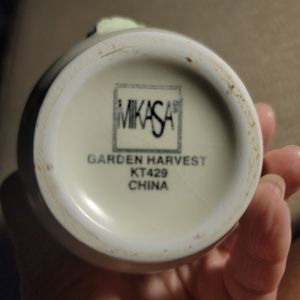 MIKASA
GARDEN HARVEST
KT429
CHINA